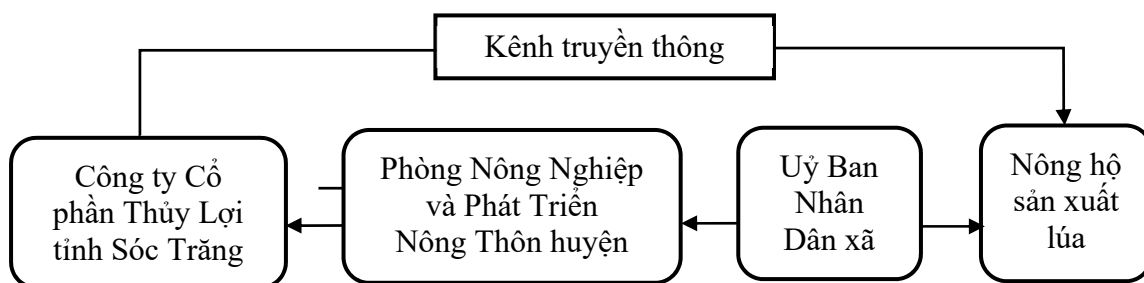 Kênh truyền thông
Công ty Cổ
phần Thủy Lợi
tỉnh Sóc Trăng
Phòng Nông Nghiệp
và Phát Triển
Nông Thôn huyện
Uỷ Ban
Nhân
Dân xã
Nông hộ
sản xuất
lúa